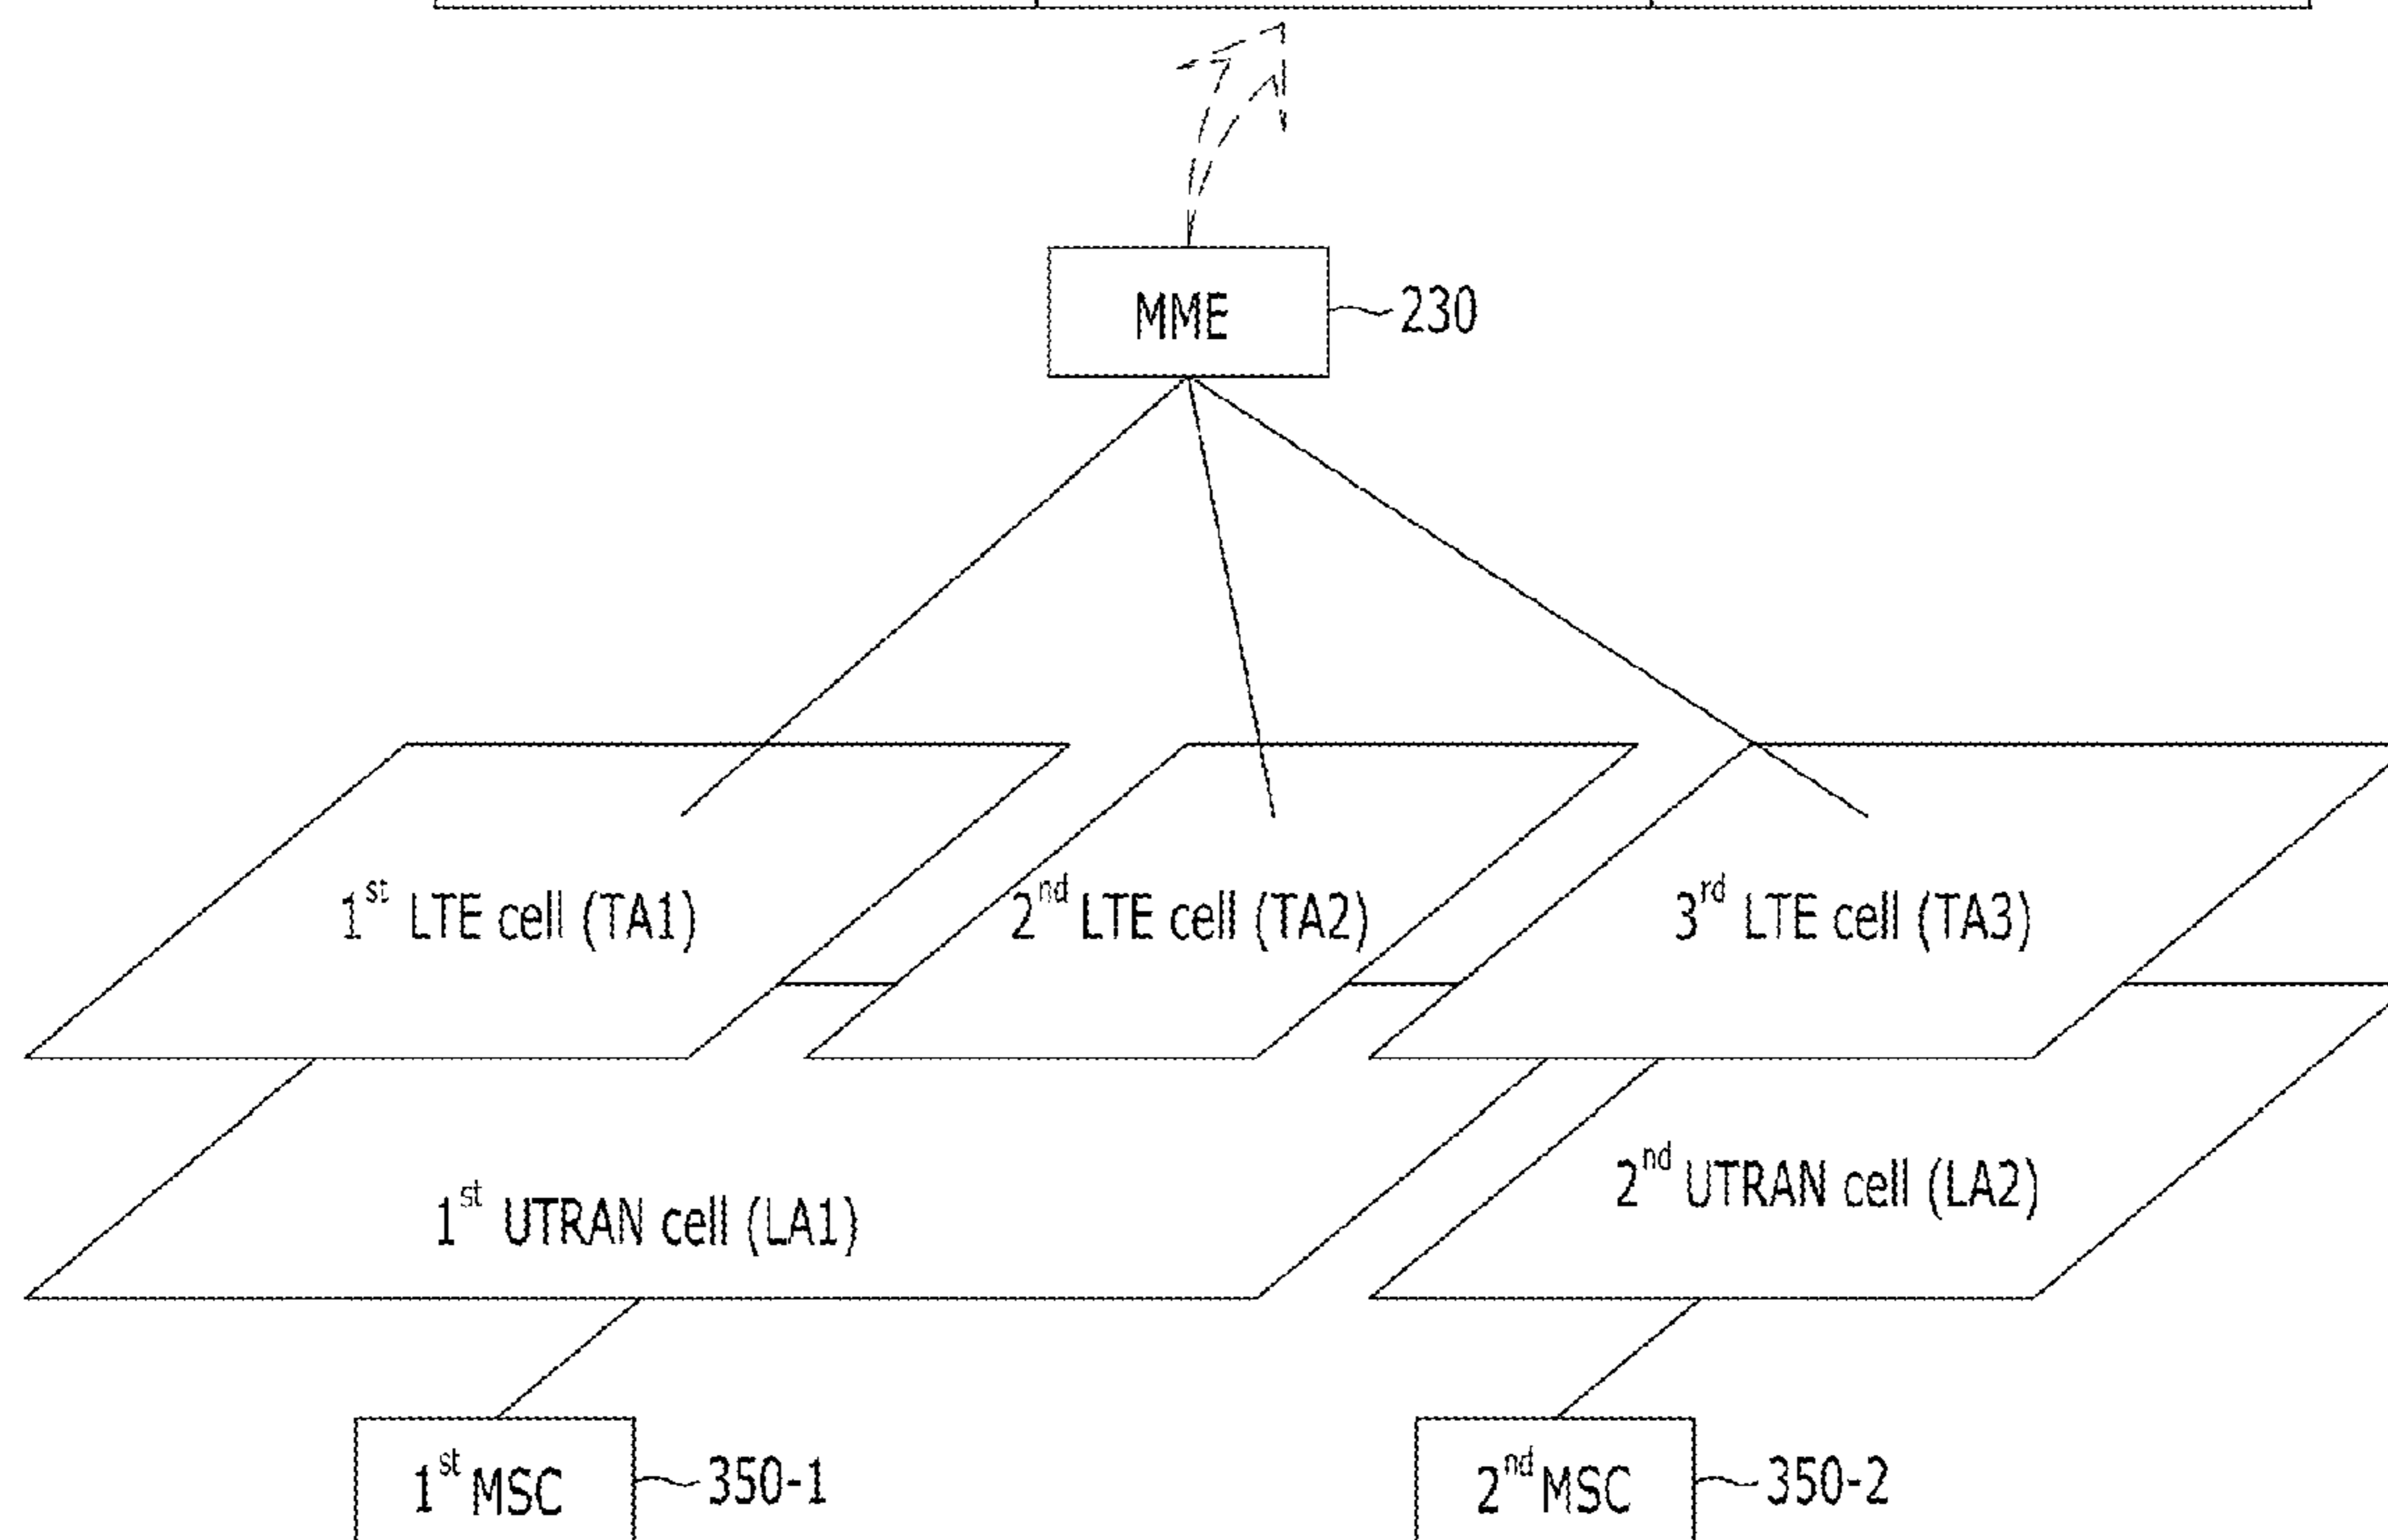 MME 230
1st LTE cell (TA1) 2nd LTE cell (TA2) 3rd LTE cell (TA3)
2nd UTRAN cell (LA2)
1st UTRAN cell (LA1)
1st MSC 350-1 2nd MSC 350-2